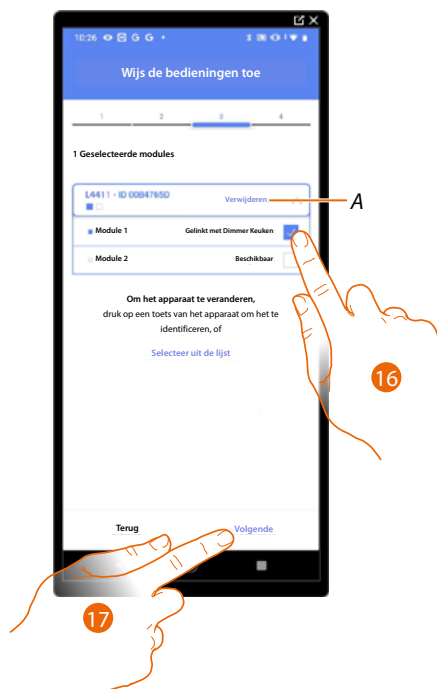 10:26 G G
Wijs de bedieningen toe
1 2 3 4
1 Geselecteerde modules
L4411 - ID 00B4765D
Verwijderen
A
Module 1 Gelinkt met Dimmer Keuken
Module 2 Beschikbaar
Om het apparaat te veranderen,
druk op een toets van het apparaat om het te
identificeren, of
Selecteer uit de lijst
16
Terug Volgende
17